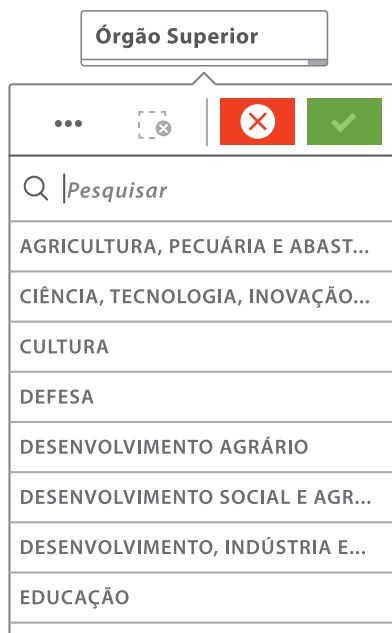 Órgão Superior
Pesquisar
AGRICULTURA, PECUÁRIA E ABAST...
CIÊNCIA, TECNOLOGIA, INOVAÇÃO...
CULTURA
DEFESA
DESENVOLVIMENTO AGRÁRIO
DESENVOLVIMENTO SOCIAL E AGR...
DESENVOLVIMENTO, INDÚSTRIA E...
EDUCAÇÃO